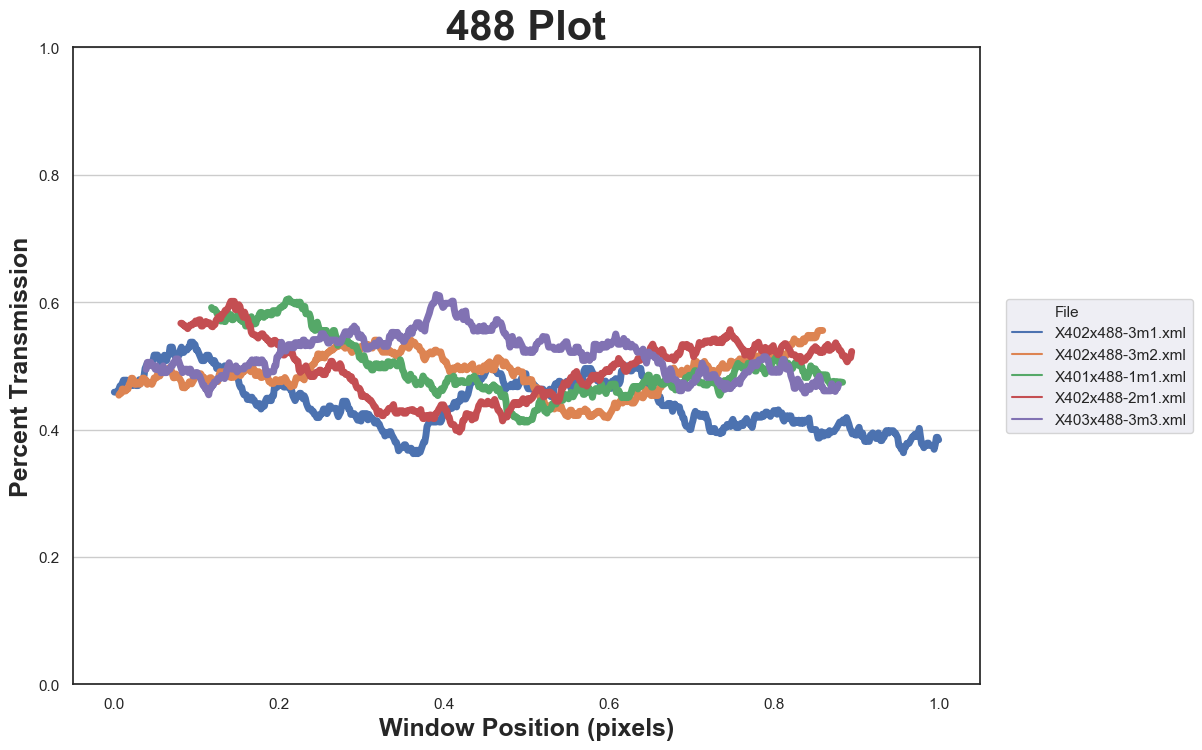 488 Plot
1.0
0.8
0.6
0.4
0.2
0.0
Percent Transmission
0.0 0.2 0.4 0.6 0.8 1.0
Window Position (pixels)
File
X402x488-3m1.xml
X402x488-3m2.xml
X401x488-1m1.xml
X402x488-2m1.xml
X403x488-3m3.xml